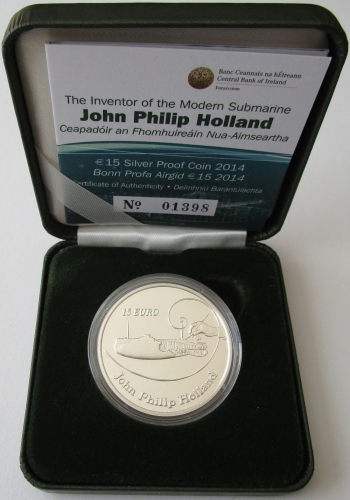 Banc Ceannais na hÉireann
Central Bank of Ireland
Eurosystem
The Inventor of the Modern Submarine
John Philip Holland
Ceapadóir an Fhomhuireáin Nua-Aimseartha
€15 Silver Proof Coin 2014
Bonn Profa Airgid €15 2014
Certificate of Authenticity • Deimhniú Barántúlachta
No 01398
15 EURO
John Philip Holland